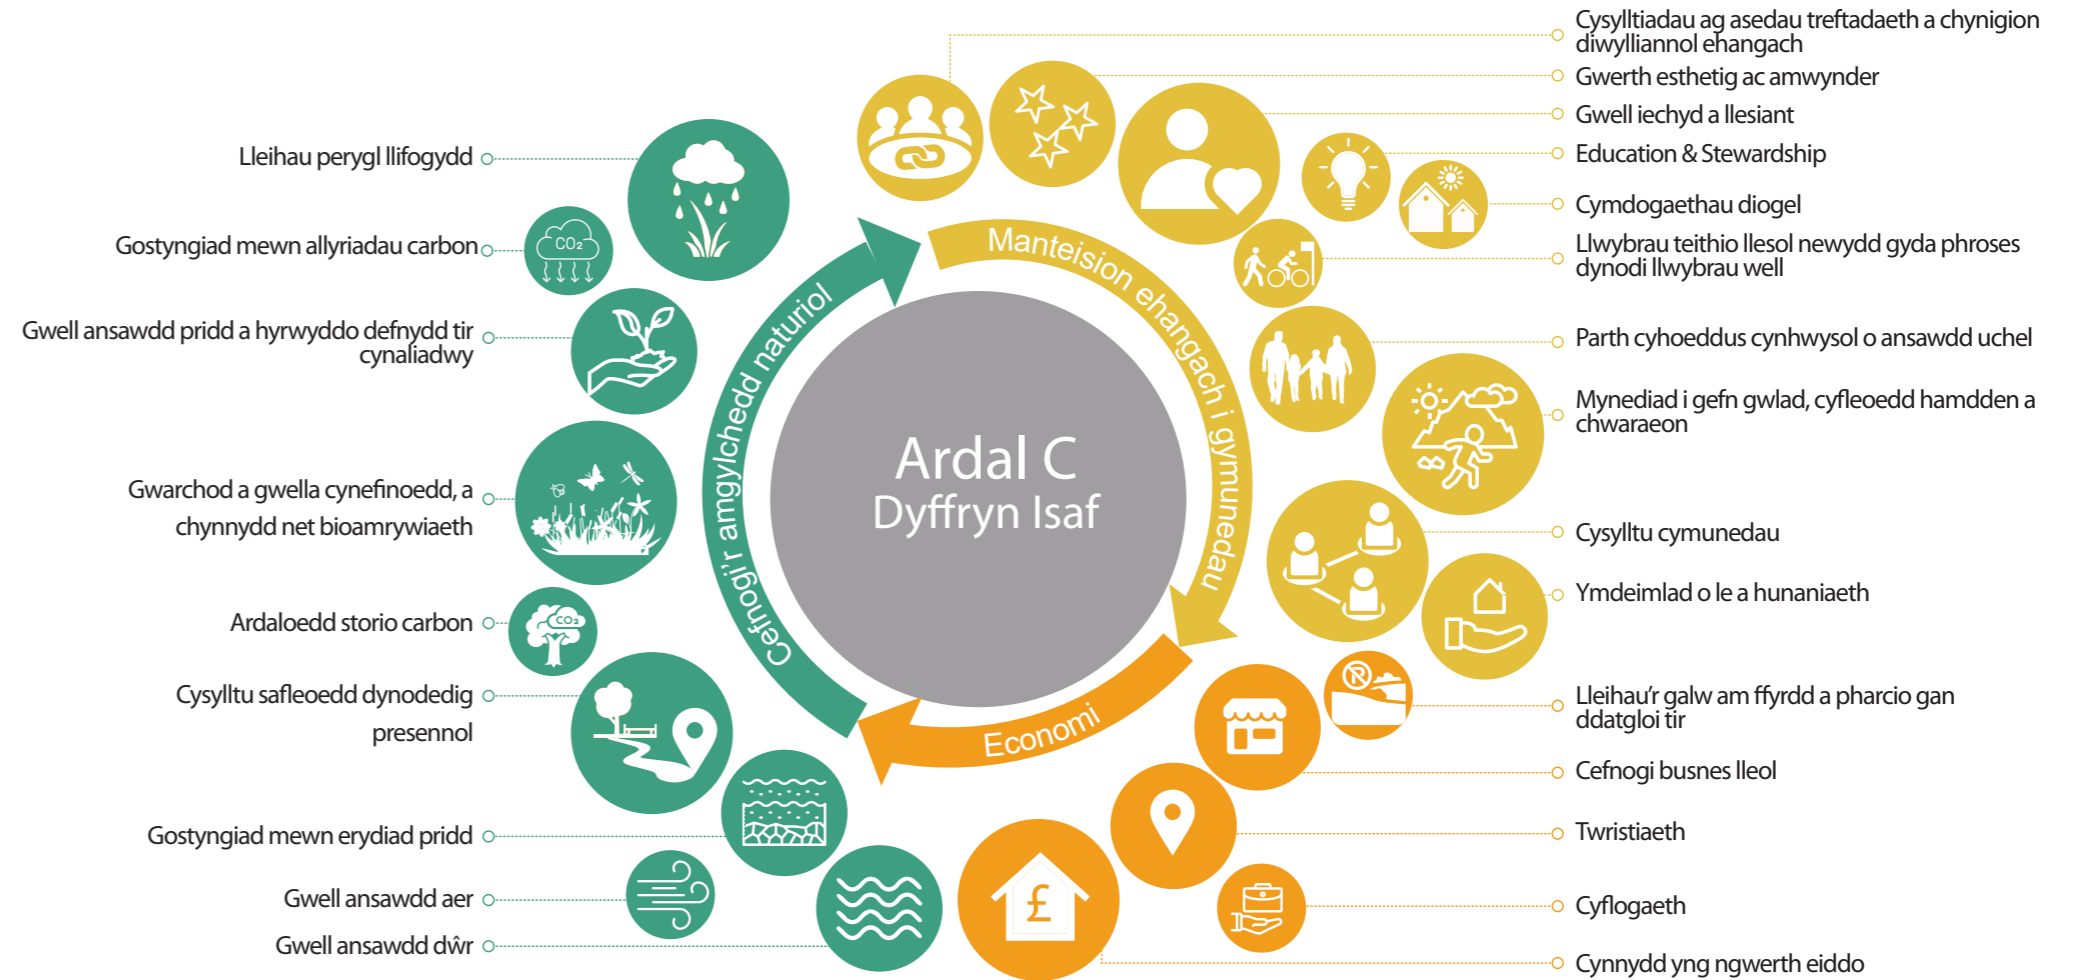 Lleihau perygl llifogydd
Gostyngiad mewn allyriadau carbon
CO₂
Gwell ansawdd pridd a hyrwyddo defnydd tir
cynaliadwy
Gwarchod a gwella cynefinoedd, a
chynnydd net bioamrywiaeth
Ardaloedd storio carbon
CO₂
Cysylltu safleoedd dynodedig
presennol
Gostyngiad mewn erydiad pridd
Gwell ansawdd aer
Gwell ansawdd dŵr
Cefnogi'r amgylchedd naturiol
Manteision ehangach i gymunedau
Economi
Ardal C
Dyffryn Isaf
£
Cysylltiadau ag asedau treftadaeth a chynigion
diwylliannol ehangach
Gwerth esthetig ac amwynder
Gwell iechyd a llesiant
Education & Stewardship
Cymdogaethau diogel
Llwybrau teithio llesol newydd gyda phroses
dynodi llwybrau well
Parth cyhoeddus cynhwysol o ansawdd uchel
Mynediad i gefn gwlad, cyfleoedd hamdden a
chwaraeon
Cysylltu cymunedau
Ymdeimlad o le a hunaniaeth
P
Lleihau'r galw am ffyrdd a pharcio gan
ddatgloi tir
Cefnogi busnes lleol
Twristiaeth
Cyflogaeth
Cynnydd yng ngwerth eiddo